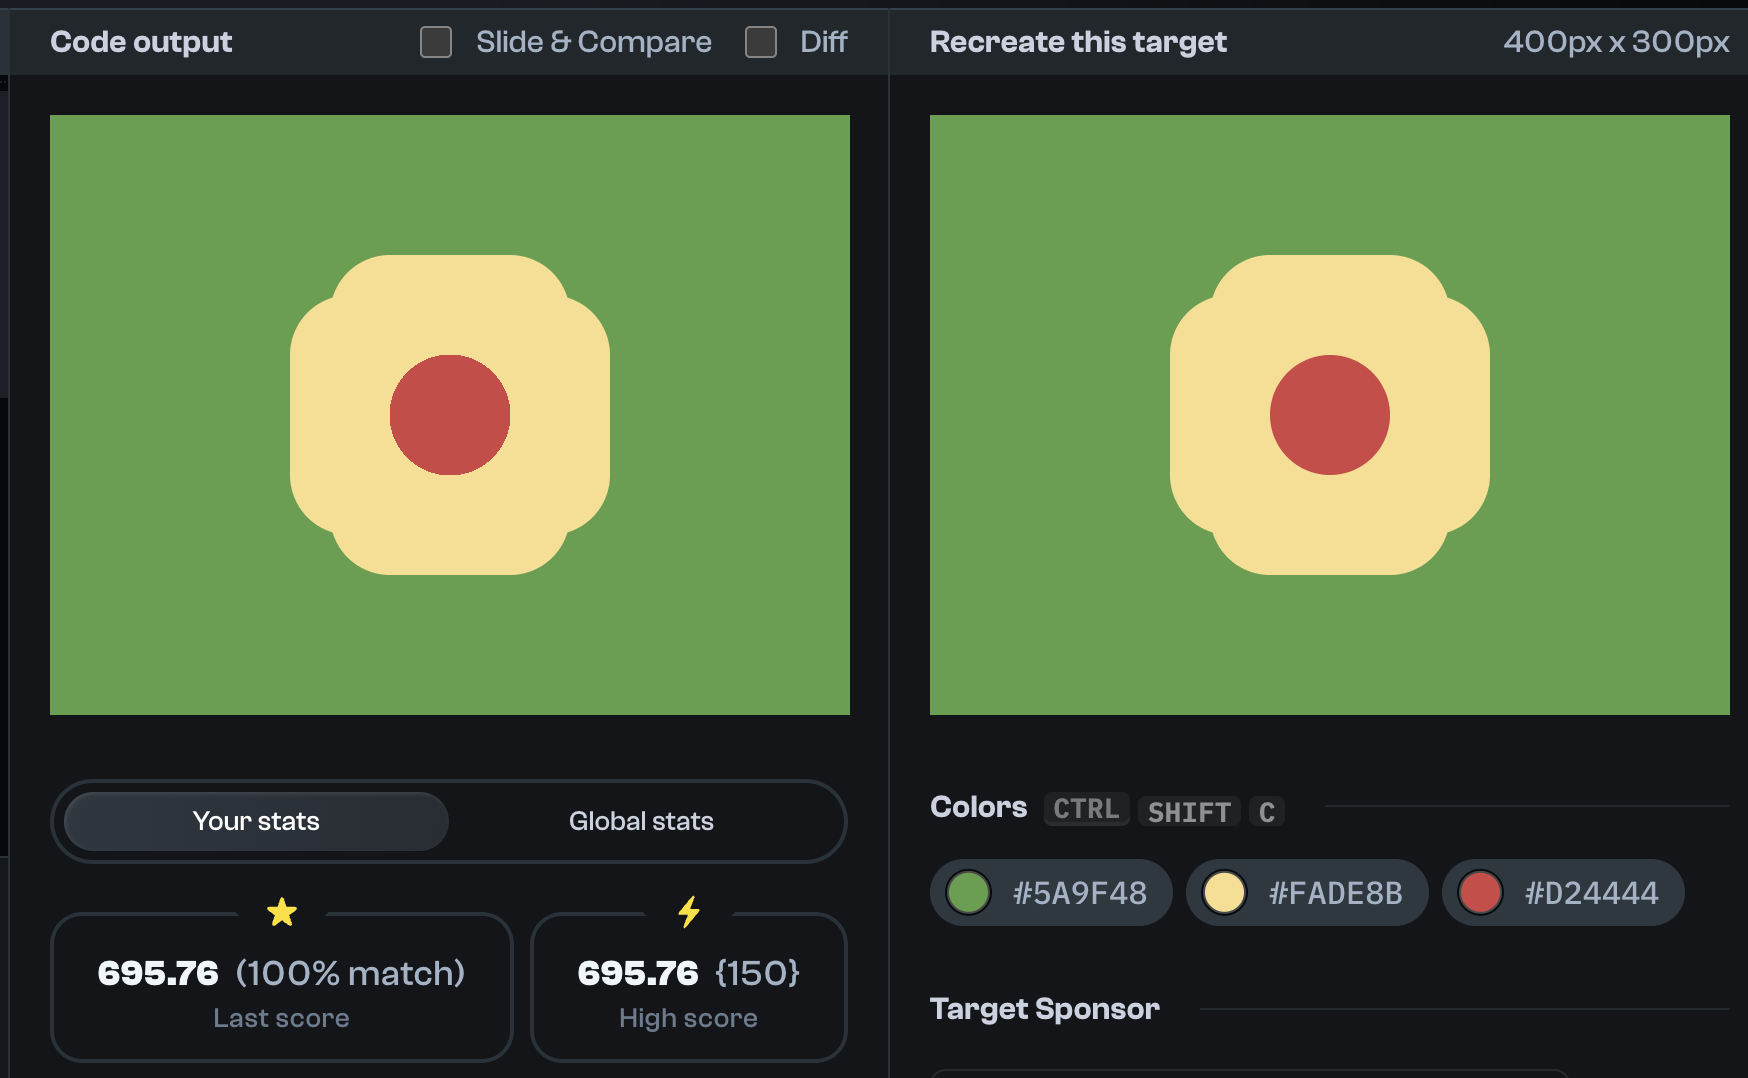 Code output
Slide & Compare
Diff
Recreate this target
400px x 300px
Your stats
Global stats
695.76 (100% match)
Last score
695.76 {150}
High score
Colors CTRL SHIFT C
#5A9F48
#FADE8B
#D24444
Target Sponsor